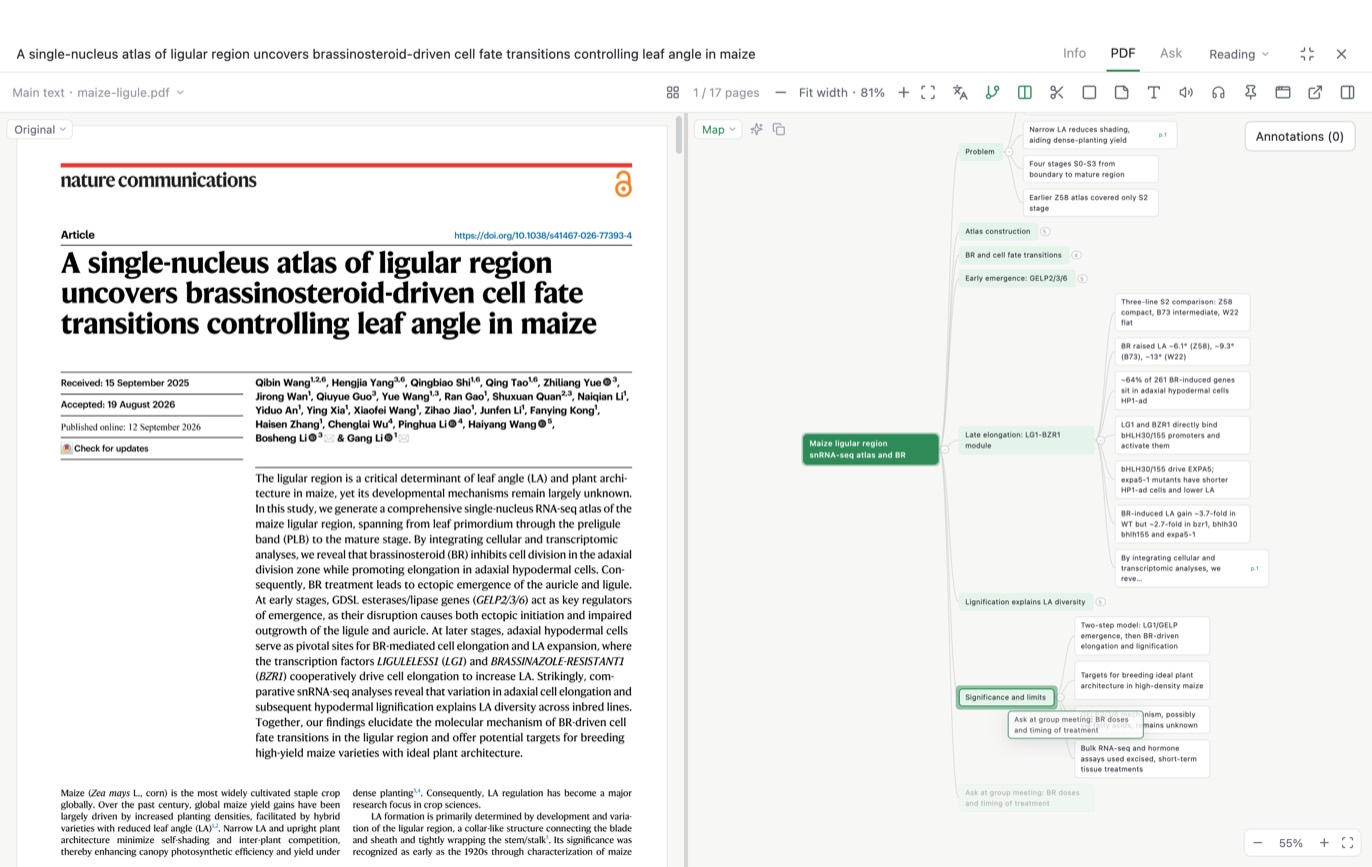 A single-nucleus atlas of ligular region uncovers brassinosteroid-driven cell fate transitions controlling leaf angle in maize
Info
PDF
Ask
Reading
Main text · maize-ligule.pdf
1 / 17 pages
Fit width · 81%
Original
nature communications
Article
https://doi.org/10.1038/s41467-026-77393-4
A single-nucleus atlas of ligular region
uncovers brassinosteroid-driven cell fate
transitions controlling leaf angle in maize
Received: 15 September 2025
Accepted: 19 August 2026
Published online: 12 September 2026
Check for updates
Qibin Wang1,2,6, Hengjia Yang3,6, Qingbiao Shi1,6, Qing Tao1,6, Zhiliang Yue3,
Jirong Wan1, Qiuyue Guo3, Yue Wang1,3, Ran Gao1, Shuxuan Quan2,3, Naiqian Li1,
Yiduo An1, Ying Xia1, Xiaofei Wang1, Zihao Jiao1, Junfen Li1, Fanying Kong1,
Haisen Zhang1, Chenglai Wu4, Pinghua Li4, Haiyang Wang5,
Bosheng Li3 & Gang Li1
The ligular region is a critical determinant of leaf angle (LA) and plant archi-
tecture in maize, yet its developmental mechanisms remain largely unknown.
In this study, we generate a comprehensive single-nucleus RNA-seq atlas of the
maize ligular region, spanning from leaf primordium through the preligule
band (PLB) to the mature stage. By integrating cellular and transcriptomic
analyses, we reveal that brassinosteroid (BR) inhibits cell division in the adaxial
division zone while promoting elongation in adaxial hypodermal cells. Con-
sequently, BR treatment leads to ectopic emergence of the auricle and ligule.
At early stages, GDSL esterases/lipase genes (GELP2/3/6) act as key regulators
of emergence, as their disruption causes both ectopic initiation and impaired
outgrowth of the ligule and auricle. At later stages, adaxial hypodermal cells
serve as pivotal sites for BR-mediated cell elongation and LA expansion, where
the transcription factors LIGULELESS1 (LG1) and BRASSINAZOLE-RESISTANT1
(BZR1) cooperatively drive cell elongation to increase LA. Strikingly, com-
parative snRNA-seq analyses reveal that variation in adaxial cell elongation and
subsequent hypodermal lignification explains LA diversity across inbred lines.
Together, our findings elucidate the molecular mechanism of BR-driven cell
fate transitions in the ligular region and offer potential targets for breeding
high-yield maize varieties with ideal plant architecture.
Maize (Zea mays L., corn) is the most widely cultivated staple crop
globally. Over the past century, global maize yield gains have been
largely driven by increased planting densities, facilitated by hybrid
varieties with reduced leaf angle (LA)1,2. Narrow LA and upright plant
architecture minimize self-shading and inter-plant competition,
thereby enhancing canopy photosynthetic efficiency and yield under
dense planting3,4. Consequently, LA regulation has become a major
research focus in crop sciences.
LA formation is primarily determined by development and varia-
tion of the ligular region, a collar-like structure connecting the blade
and sheath and tightly wrapping the stem/stalk5. Its significance was
recognized as early as the 1920s through characterization of maize
Map
Annotations (0)
Maize ligular region
snRNA-seq atlas and BR
Problem
Narrow LA reduces shading,
aiding dense-planting yield
p.1
Four stages S0-S3 from
boundary to mature region
Earlier Z58 atlas covered only S2
stage
Atlas construction
BR and cell fate transitions
Early emergence: GELP2/3/6
Late elongation: LG1-BZR1
module
Three-line S2 comparison: Z58
compact, B73 intermediate, W22
flat
BR raised LA ~6.1° (Z58), ~9.3°
(B73), ~13° (W22)
~64% of 261 BR-induced genes
sit in adaxial hypodermal cells
HP1-ad
LG1 and BZR1 directly bind
bHLH30/155 promoters and
activate them
bHLH30/155 drive EXPA5;
expa5-1 mutants have shorter
HP1-ad cells and lower LA
BR-induced LA gain ~3.7-fold in
WT but ~2.7-fold in bzr1, bhlh30
bhlh155 and expa5-1
By integrating cellular and
transcriptomic analyses, we
reve...
p.1
Lignification explains LA diversity
Significance and limits
Two-step model: LG1/GELP
emergence, then BR-driven
elongation and lignification
Targets for breeding ideal plant
architecture in high-density maize
nism, possibly
mains unknown
Ask at group meeting: BR doses
and timing of treatment
Bulk RNA-seq and hormone
assays used excised, short-term
tissue treatments
Ask at group meeting: BR doses
and timing of treatment
55%